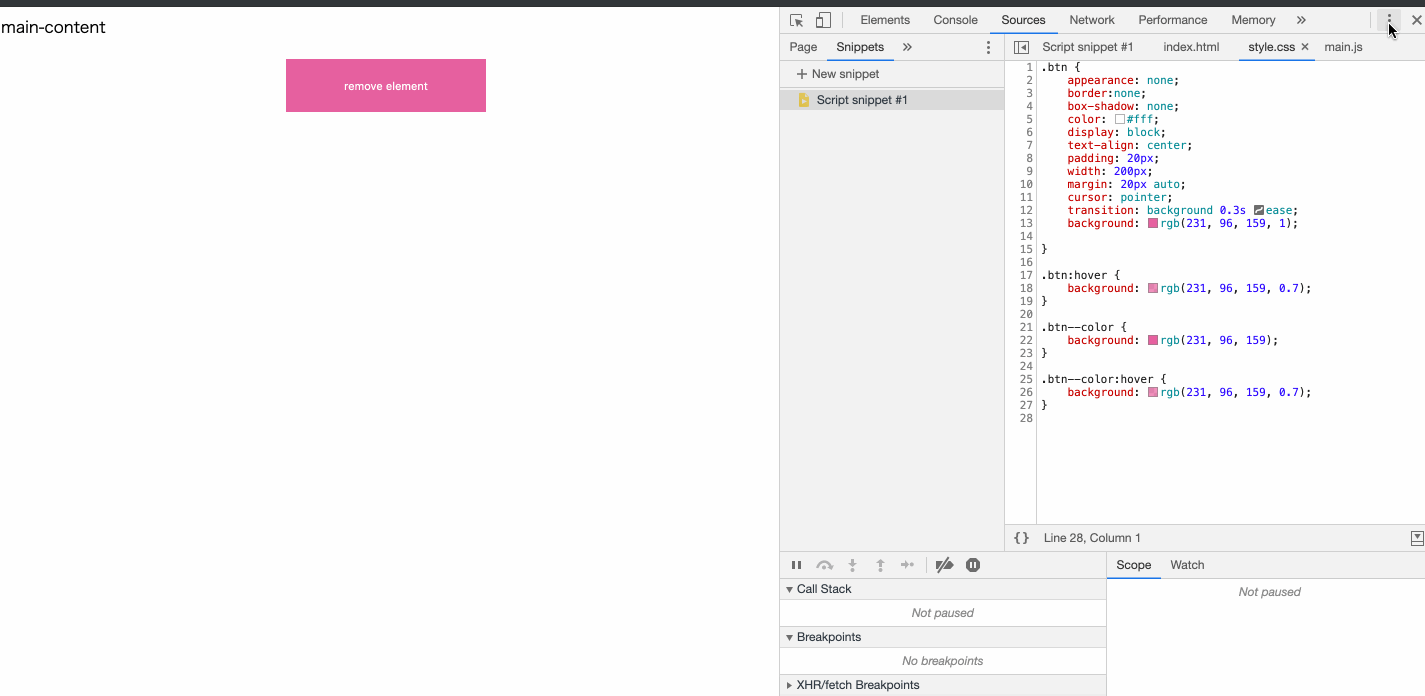 main-content
remove element
Elements Console Sources Network Performance Memory »
Page Snippets »
+ New snippet
Script snippet #1
Script snippet #1 index.html style.css × main.js
1 .btn {
2 appearance: none;
3 border:none;
4 box-shadow: none;
5 color: #fff;
6 display: block;
7 text-align: center;
8 padding: 20px;
9 width: 200px;
10 margin: 20px auto;
11 cursor: pointer;
12 transition: background 0.3s ease;
13 background: rgb(231, 96, 159, 1);
14
15 }
16
17 .btn:hover {
18 background: rgb(231, 96, 159, 0.7);
19 }
20
21 .btn--color {
22 background: rgb(231, 96, 159);
23 }
24
25 .btn--color:hover {
26 background: rgb(231, 96, 159, 0.7);
27 }
28
{} Line 28, Column 1
Call Stack
Not paused
Breakpoints
No breakpoints
XHR/fetch Breakpoints
Scope Watch
Not paused